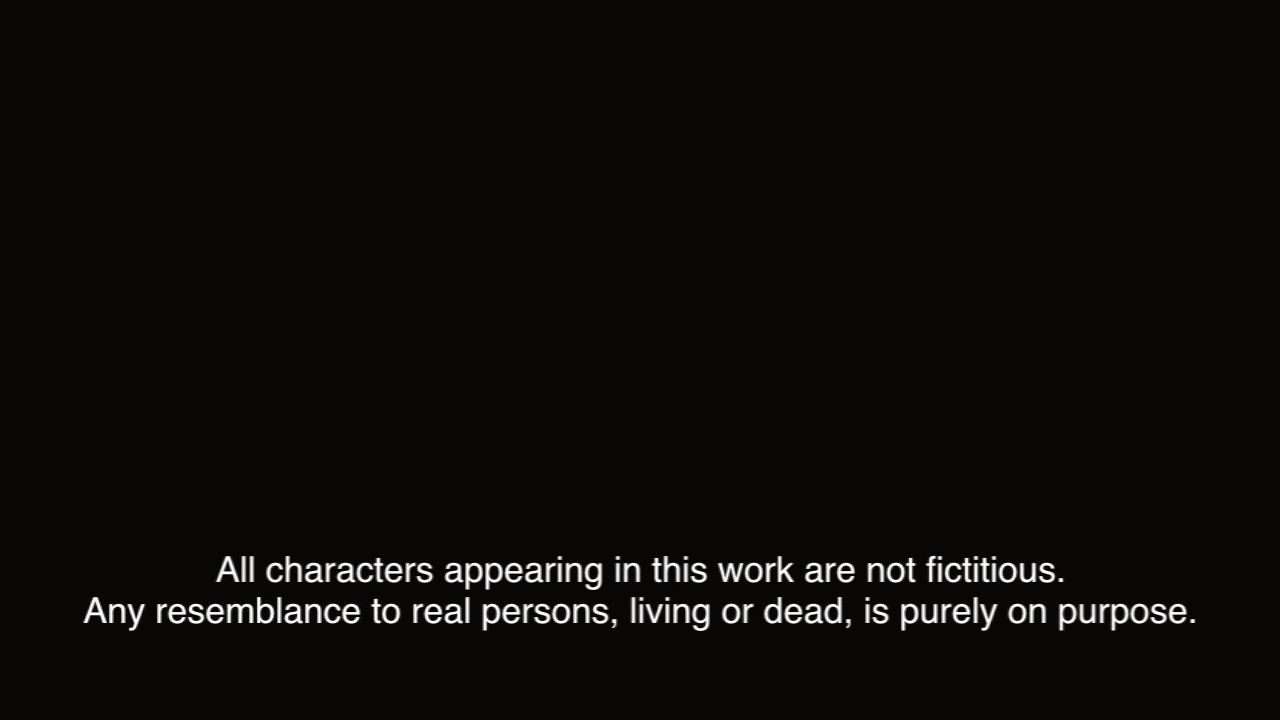 All characters appearing in this work are not fictitious.
Any resemblance to real persons, living or dead, is purely on purpose.